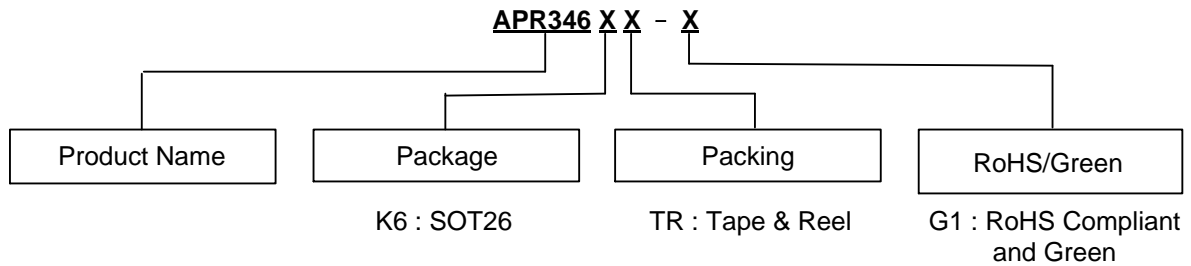 APR346 X X - X
Product Name
Package
Packing
RoHS/Green
K6 : SOT26
TR : Tape & Reel
G1 : RoHS Compliant
and Green